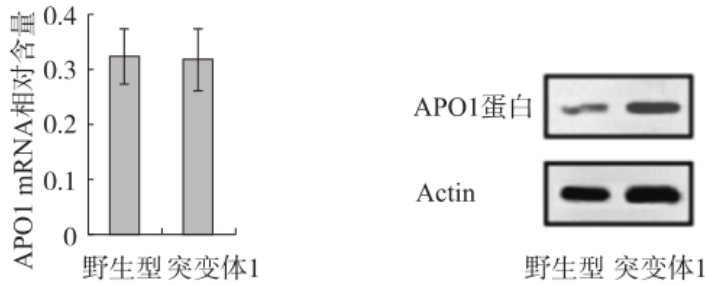 APO1 mRNA相对含量
0.4
0.3
0.2
0.1
0
野生型 突变体1
APO1蛋白
Actin
野生型 突变体1